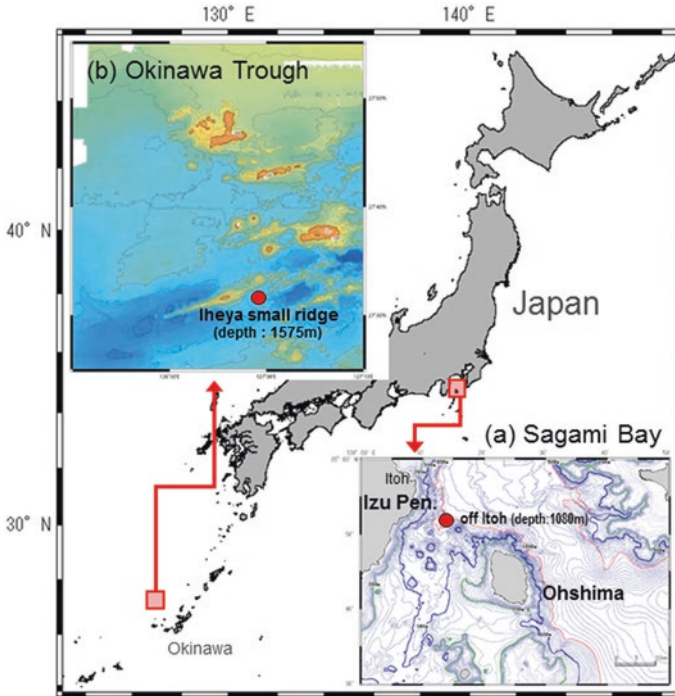 130° E
140° E
(b) Okinawa Trough
40° N
Iheya small ridge
(depth : 1575m)
Japan
(a) Sagami Bay
Itoh
Izu Pen.
off Itoh (depth:1080m)
30° N
Ohshima
Okinawa